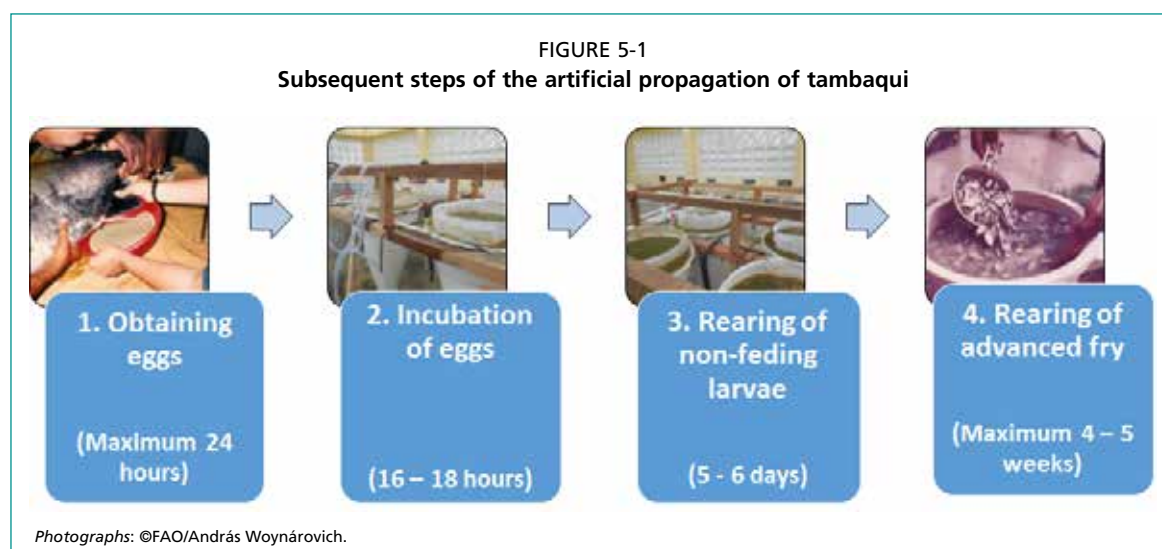 FIGURE 5-1
Subsequent steps of the artificial propagation of tambaqui
1. Obtaining
eggs
(Maximum 24
hours)
2. Incubation
of eggs
(16 – 18 hours)
3. Rearing of
non-feding
larvae
(5 - 6 days)
4. Rearing of
advanced fry
(Maximum 4 – 5
weeks)
Photographs: ©FAO/András Woynárovich.